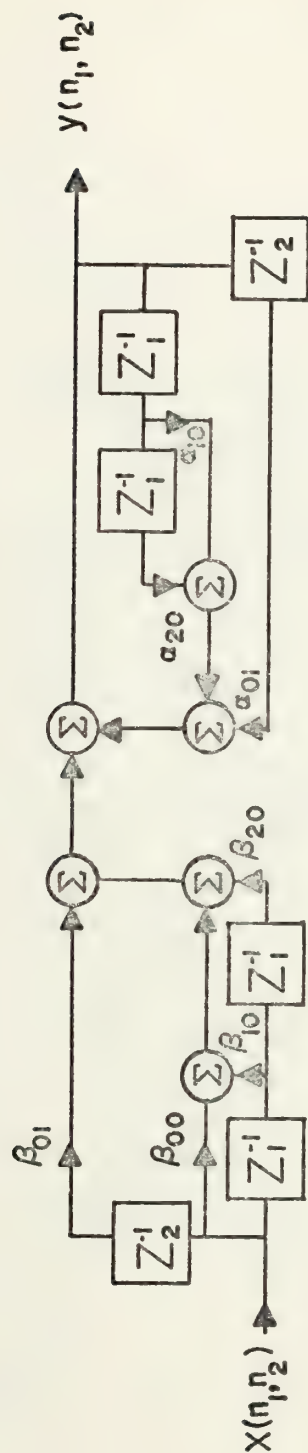 y(n₁, n₂)
Z₂⁻¹
Z₁⁻¹
α₁₀
Z₁⁻¹
Σ
α₂₀
Σ
α₀₁
Σ
Σ
Σ
β₂₀
Z₁⁻¹
Σ
β₁₀
β₀₁
β₀₀
Z₂⁻¹
Z₁⁻¹
X(n₁, n₂)